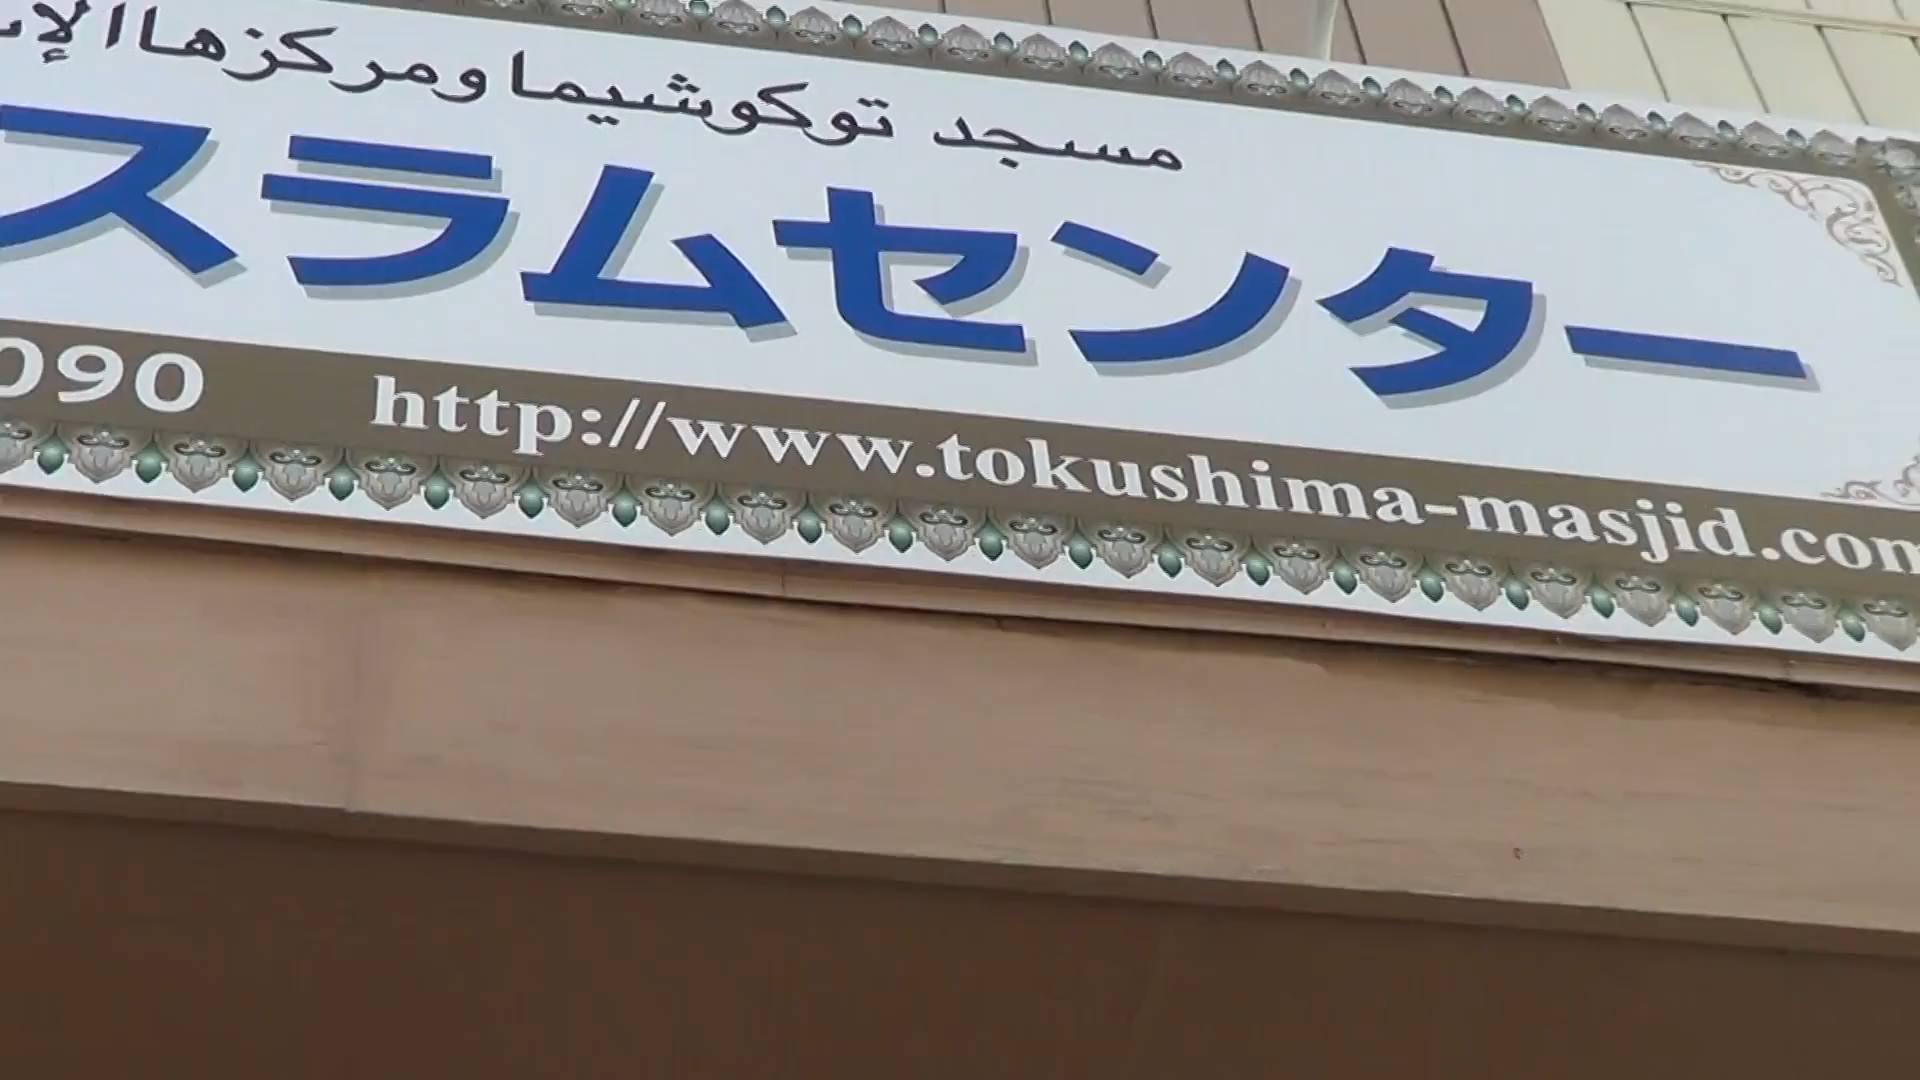 مسجد توكوشيما ومركزها
スラムセンター
090 http://www.tokushima-masjid.com